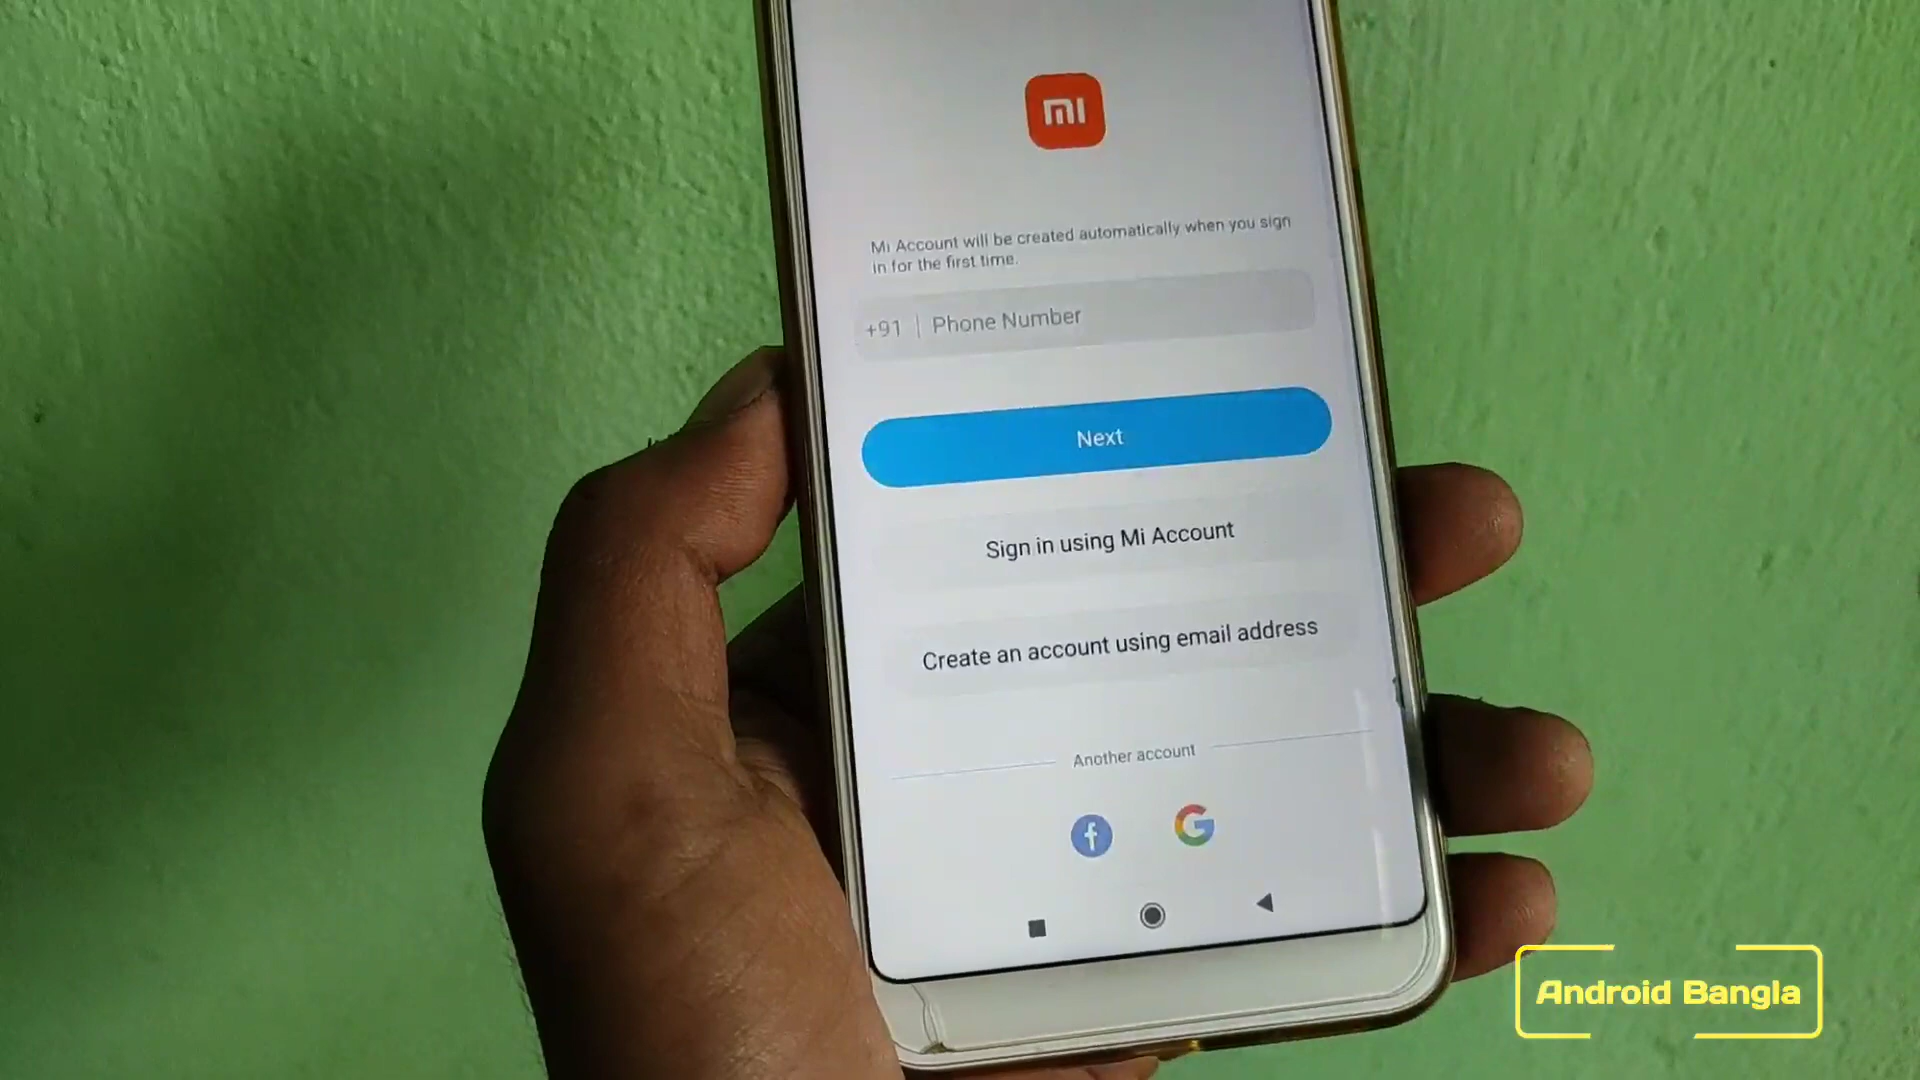 mi
Mi Account will be created automatically when you sign
in for the first time.
+91 | Phone Number
Next
Sign in using Mi Account
Create an account using email address
Another account
Android Bangla